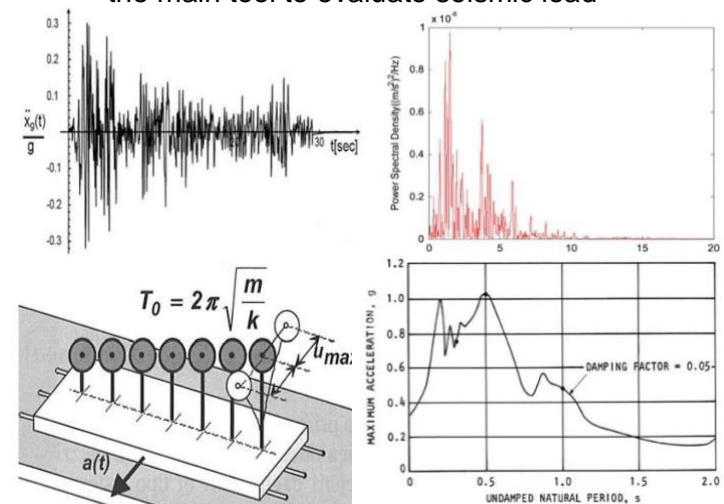 the main tool to evaluate seismic load
0.3
0.2
0.1
ẍg(t)
g
30 t[sec]
-0.1
-0.2
-0.3
x 10⁻⁶
Power Spectral Density((m/s²)²/Hz)
1
0.8
0.6
0.4
0.2
0
0 5 10 15 20
T₀ = 2π√(m/k)
uₘₐₓ
a(t)
MAXIMUM ACCELERATION, g
1.2
1.0
0.8
0.6
0.4
0.2
0
DAMPING FACTOR = 0.05
0 0.5 1.0 1.5 2.0
UNDAMPED NATURAL PERIOD, s